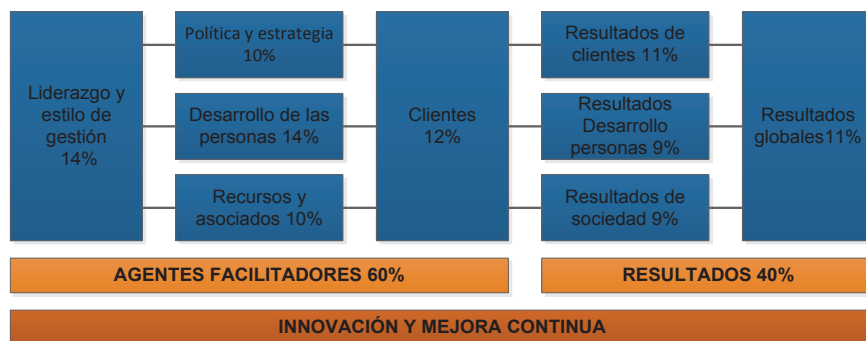 Liderazgo y
estilo de
gestión
14%
Política y estrategia
10%
Desarrollo de las
personas 14%
Recursos y
asociados 10%
Clientes
12%
Resultados de
clientes 11%
Resultados
Desarrollo
personas 9%
Resultados de
sociedad 9%
Resultados
globales11%
AGENTES FACILITADORES 60%
RESULTADOS 40%
INNOVACIÓN Y MEJORA CONTINUA